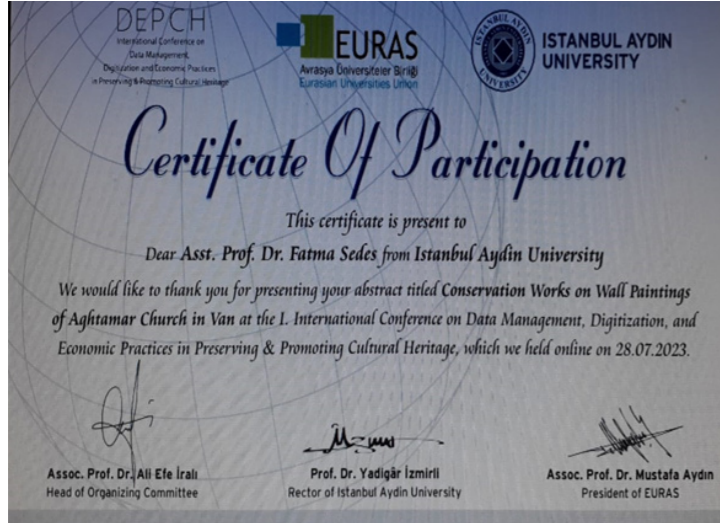 DEPCH
International Conference on
Data Management,
Digitization and Economic Practices
in Preserving & Promoting Cultural Heritage
EURAS
Avrasya Üniversiteler Birliği
Eurasian Universities Union
ISTANBUL AYDIN UNIVERSITY
ISTANBUL AYDIN
UNIVERSITY
Certificate Of Participation
This certificate is present to
Dear Asst. Prof. Dr. Fatma Sedes from Istanbul Aydin University
We would like to thank you for presenting your abstract titled Conservation Works on Wall Paintings
of Aghtamar Church in Van at the I. International Conference on Data Management, Digitization, and
Economic Practices in Preserving & Promoting Cultural Heritage, which we held online on 28.07.2023.
Assoc. Prof. Dr. Ali Efe İralı
Head of Organizing Committee
Prof. Dr. Yadigâr İzmirli
Rector of Istanbul Aydin University
Assoc. Prof. Dr. Mustafa Aydın
President of EURAS